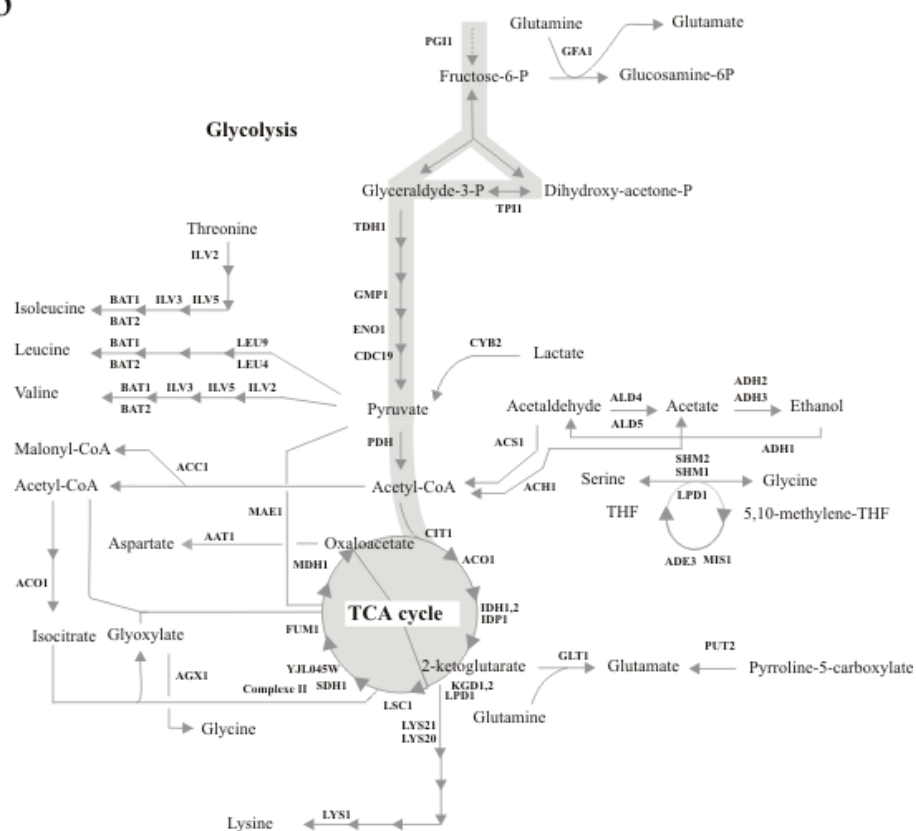 Glutamine
Glutamate
PGI1
GFA1
Fructose-6-P
Glucosamine-6P
Glycolysis
Glyceraldyde-3-P
Dihydroxy-acetone-P
TPI1
TDH1
Threonine
ILV2
GMP1
Isoleucine
BAT1 ILV3 ILV5
BAT2
ENO1
CYB2
Lactate
Leucine
BAT1 LEU9
BAT2 LEU4
CDC19
Valine
BAT1 ILV3 ILV5 ILV2
BAT2
Pyruvate
Acetaldehyde
ALD4
ALD5
Acetate
ADH2
ADH3
Ethanol
ADH1
PDH
ACS1
Malonyl-CoA
ACC1
Acetyl-CoA
Acetyl-CoA
ACH1
Serine
SHM2
SHM1
Glycine
LPD1
THF
5,10-methylene-THF
ADE3 MIS1
MAE1
Aspartate
AAT1
Oxaloacetate
CIT1
MDH1
ACO1
ACO1
TCA cycle
IDH1,2
IDP1
FUM1
Isocitrate
Glyoxylate
YJL045W
SDH1
Complexe II
AGX1
2-ketoglutarate
GLT1
Glutamate
PUT2
Pyrroline-5-carboxylate
KGD1,2
LPD1
LSC1
Glutamine
Glycine
LYS21
LYS20
Lysine
LYS1